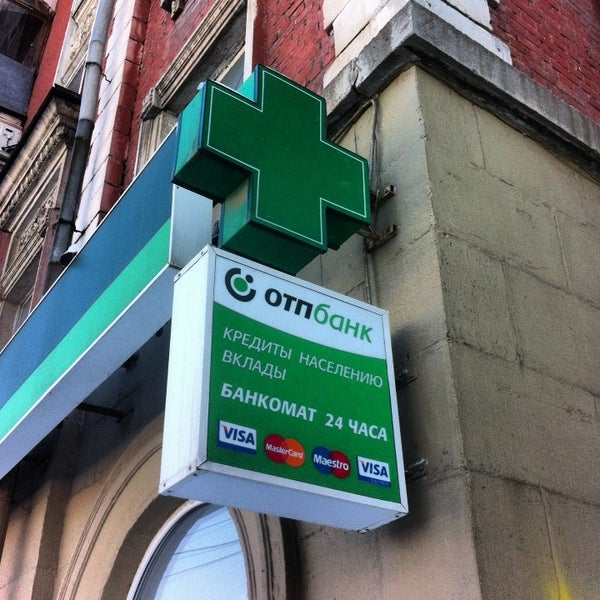 отпбанк
КРЕДИТЫ НАСЕЛЕНИЮ
ВКЛАДЫ
БАНКОМАТ 24 ЧАСА
VISA MasterCard Maestro VISA